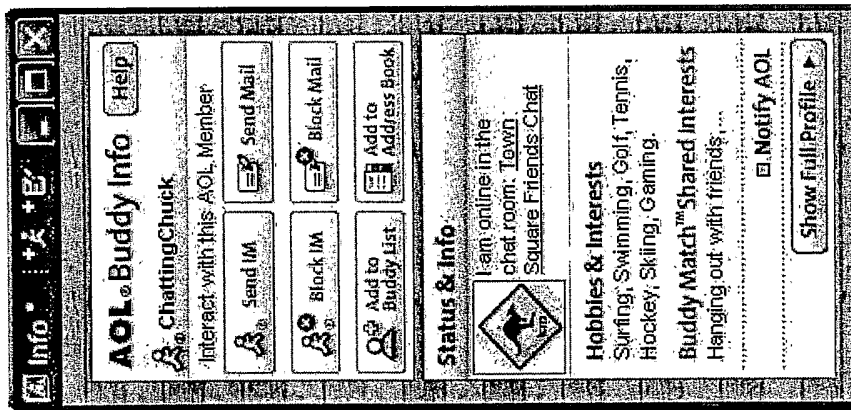 Info
AOL Buddy Info Help
ChattingChuck
Interact with this AOL Member
Send IM Send Mail
Block IM Block Mail
Add to
Buddy List
Add to
Address Book
Status & Info
I am online in the
chat room: Town
Square Friends Chat
Hobbies & Interests
Surfing, Swimming, Golf, Tennis,
Hockey, Skiing, Gaming.
Buddy Match™ Shared Interests
Hanging out with friends,...
Notify AOL
Show Full Profile